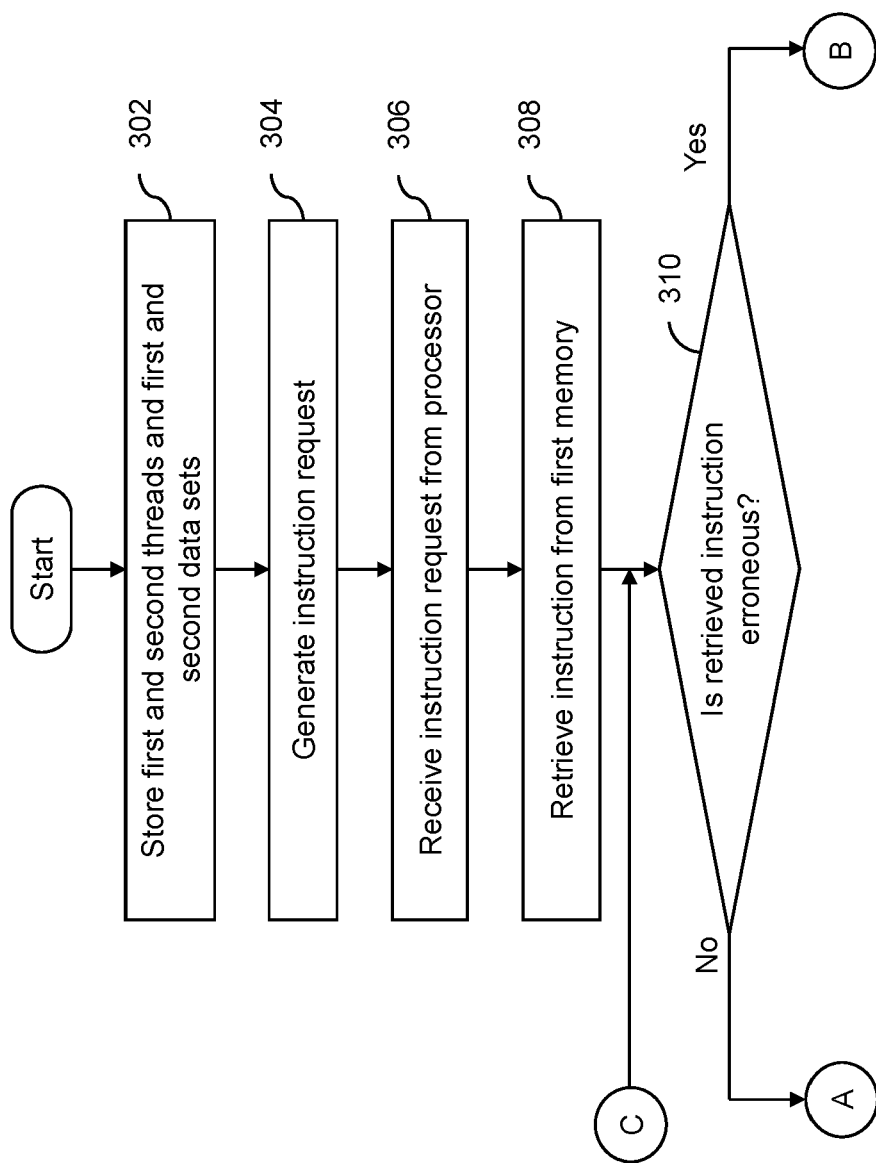 Start
302
Store first and second threads and first and
second data sets
304
Generate instruction request
306
Receive instruction request from processor
308
Retrieve instruction from first memory
C
310
Is retrieved instruction
erroneous?
No
Yes
A
B